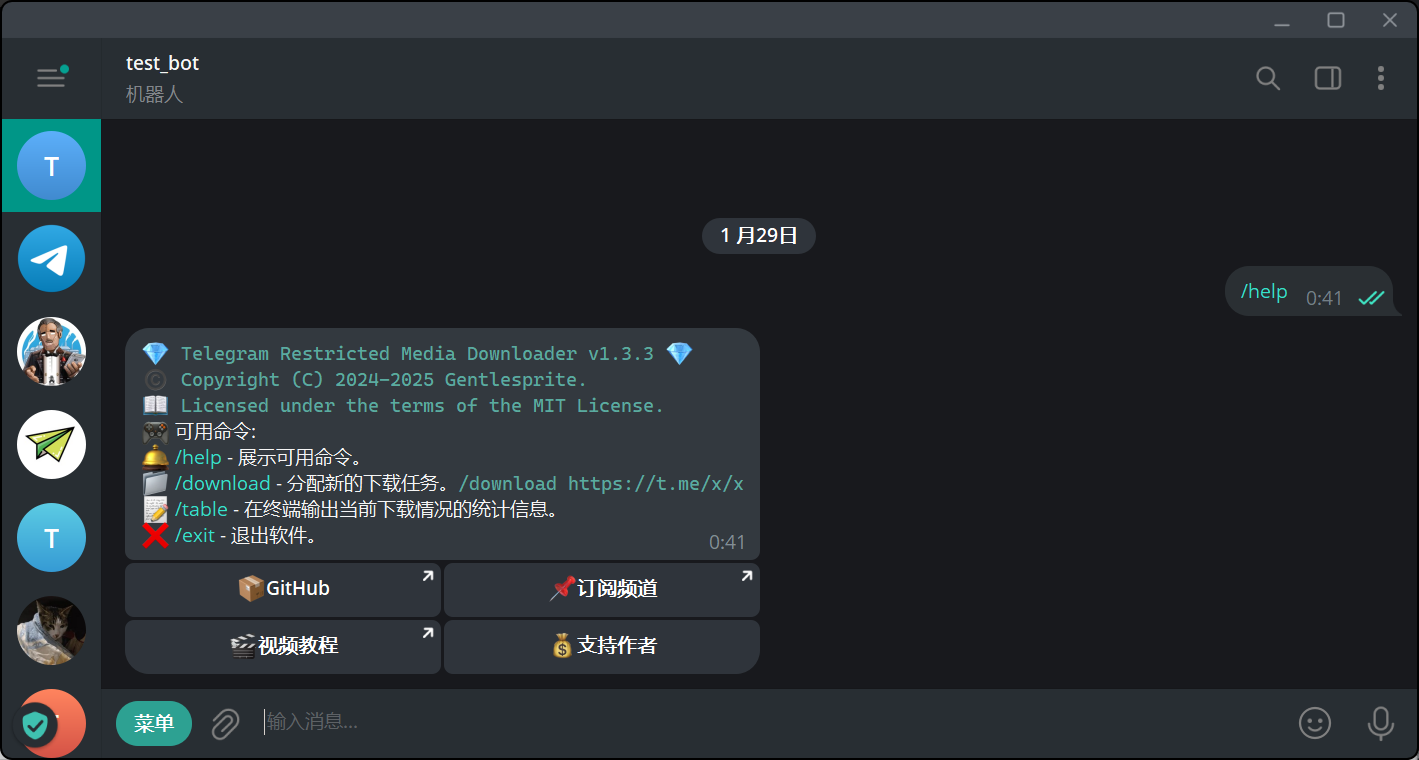 test_bot
机器人
T
1 月29日
/help 0:41
💎 Telegram Restricted Media Downloader v1.3.3 💎
©️ Copyright (C) 2024-2025 Gentlesprite.
📖 Licensed under the terms of the MIT License.
🎮 可用命令:
🛎️ /help - 展示可用命令。
📁 /download - 分配新的下载任务。/download https://t.me/x/x
📝 /table - 在终端输出当前下载情况的统计信息。
❌ /exit - 退出软件。
0:41
T
📦GitHub 📌订阅频道
🎬视频教程 💰支持作者
菜单 输入消息...